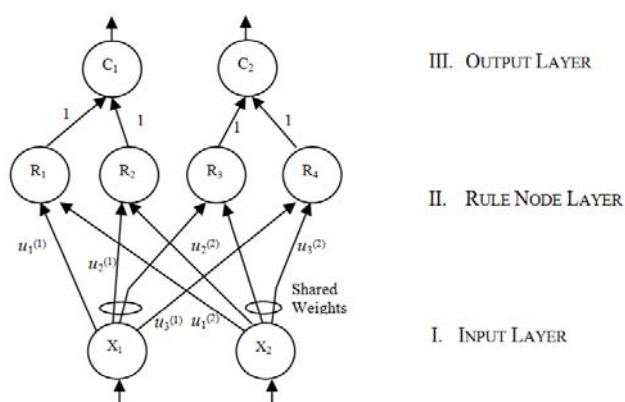 C₁ C₂ III. OUTPUT LAYER
1 1 1 1
R₁ R₂ R₃ R₄ II. RULE NODE LAYER
u₁⁽¹⁾ u₂⁽¹⁾ u₂⁽²⁾ u₃⁽²⁾
Shared
Weights
u₃⁽¹⁾ u₁⁽²⁾
X₁ X₂ I. INPUT LAYER